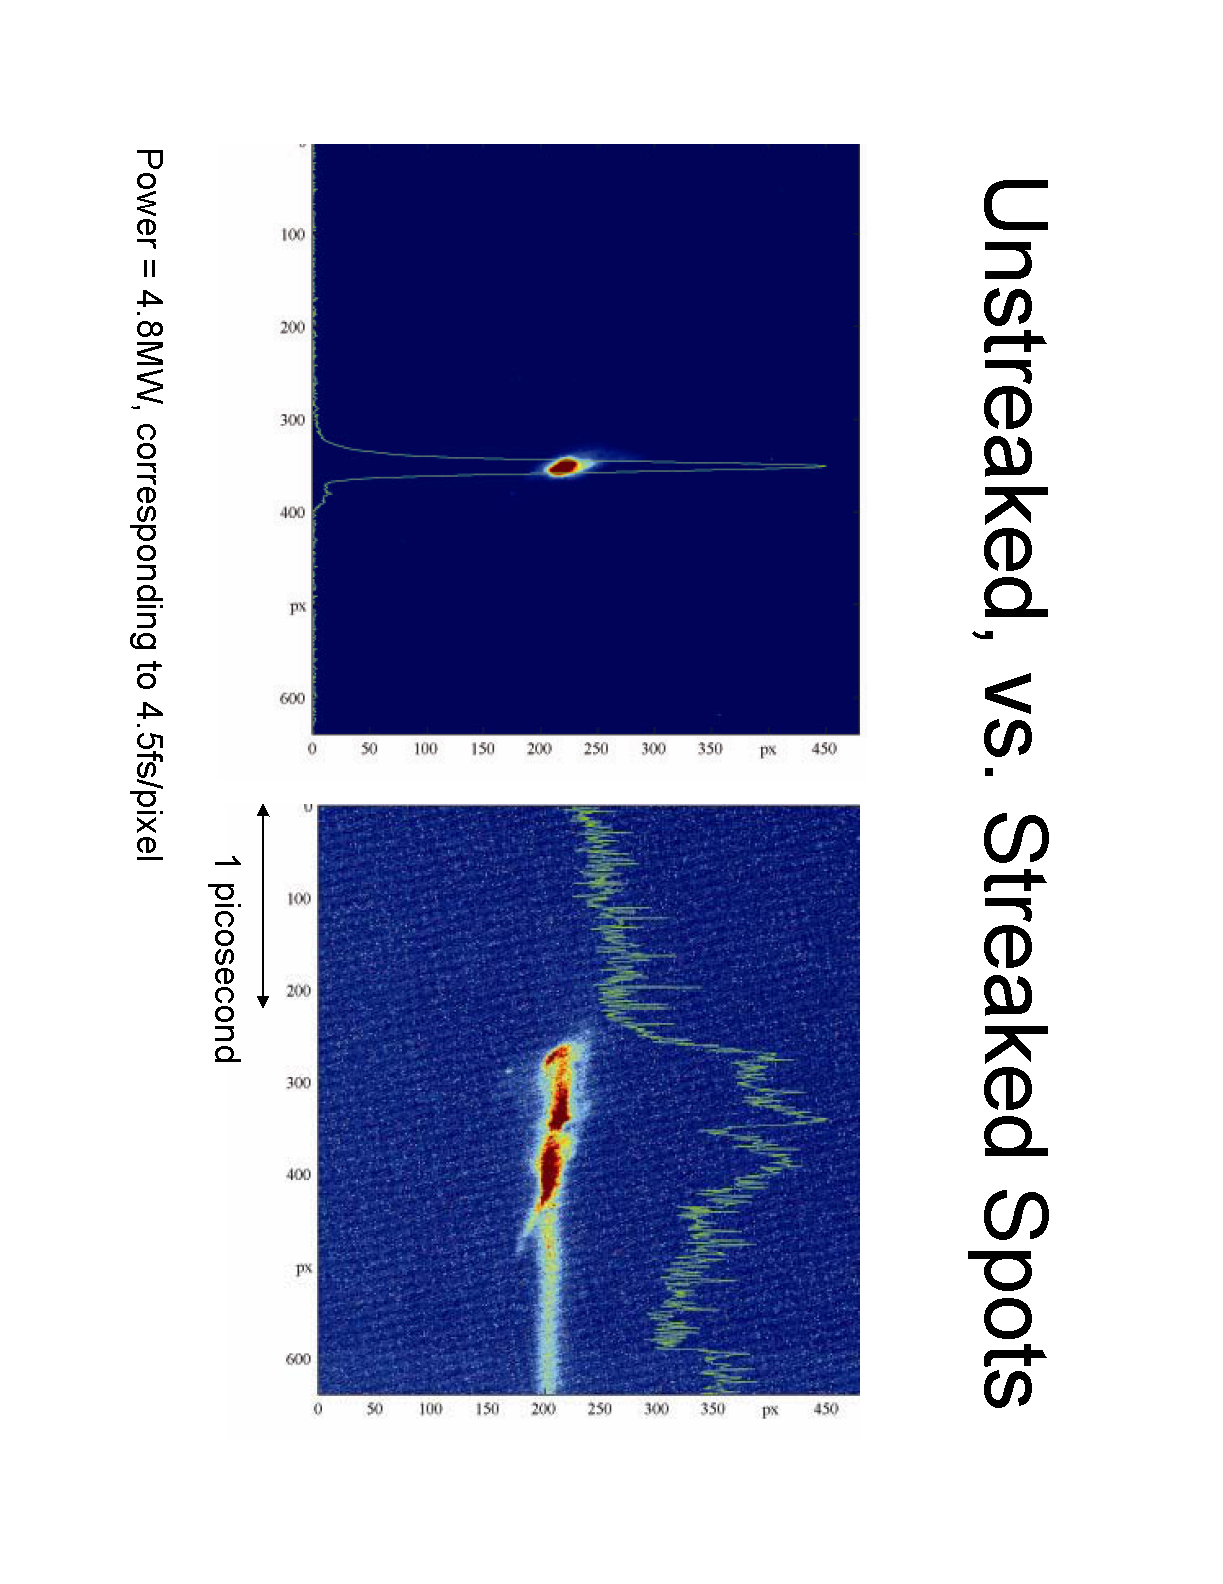 Unstreaked, vs. Streaked Spots
0
100
200
300
400
px
600
0 50 100 150 200 250 300 350 px 450
0
100
200
300
400
px
600
0 50 100 150 200 250 300 350 px 450
1 picosecond
Power = 4.8MW, corresponding to 4.5fs/pixel